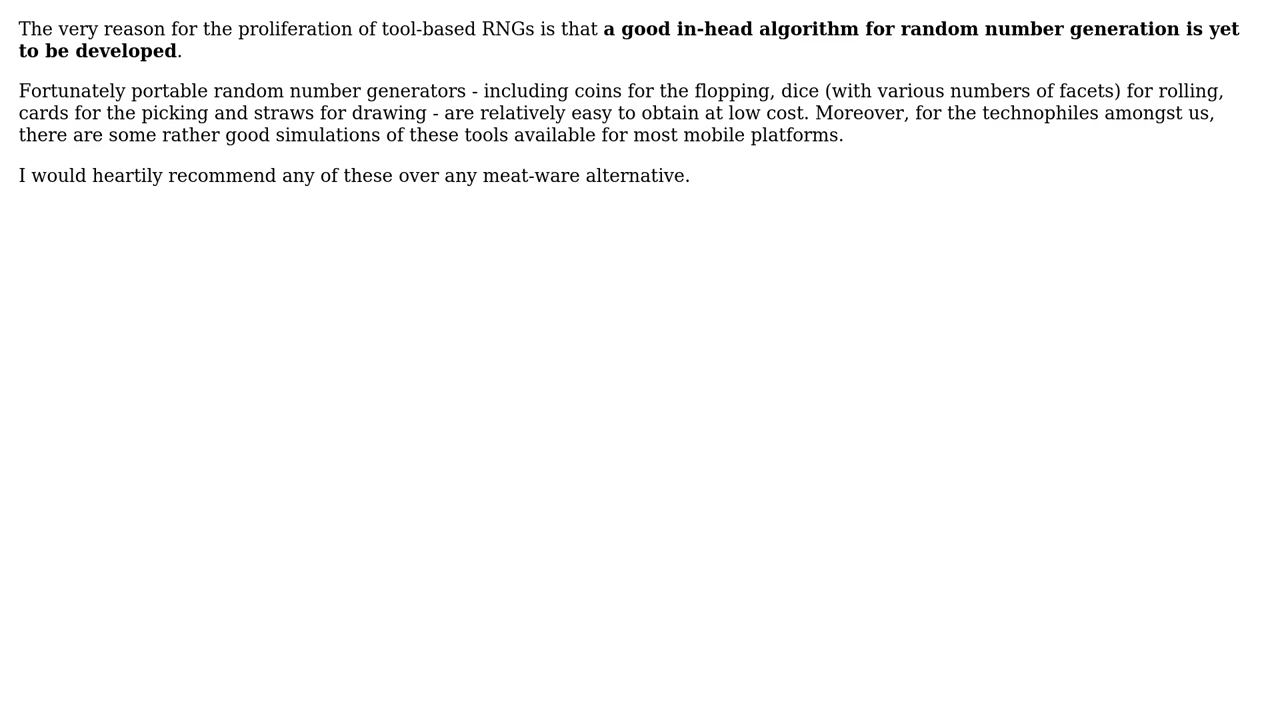 The very reason for the proliferation of tool-based RNGs is that a good in-head algorithm for random number generation is yet
to be developed.
Fortunately portable random number generators - including coins for the flopping, dice (with various numbers of facets) for rolling,
cards for the picking and straws for drawing - are relatively easy to obtain at low cost. Moreover, for the technophiles amongst us,
there are some rather good simulations of these tools available for most mobile platforms.
I would heartily recommend any of these over any meat-ware alternative.